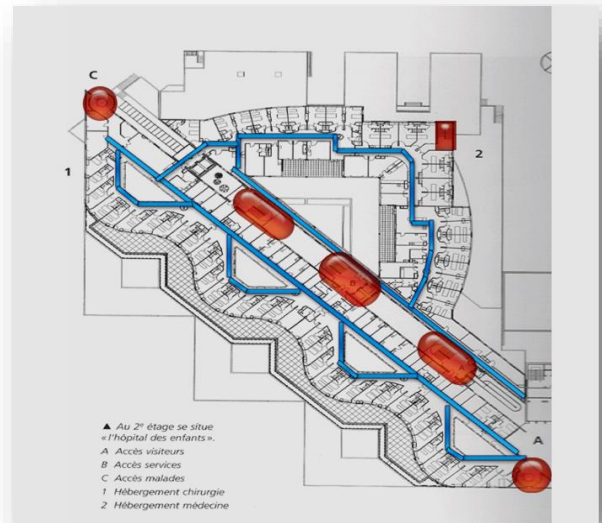 C
1
2
A
▲ Au 2ᵉ étage se situe
« l'hôpital des enfants ».
A Accès visiteurs
B Accès services
C Accès malades
1 Hébergement chirurgie
2 Hébergement médecine